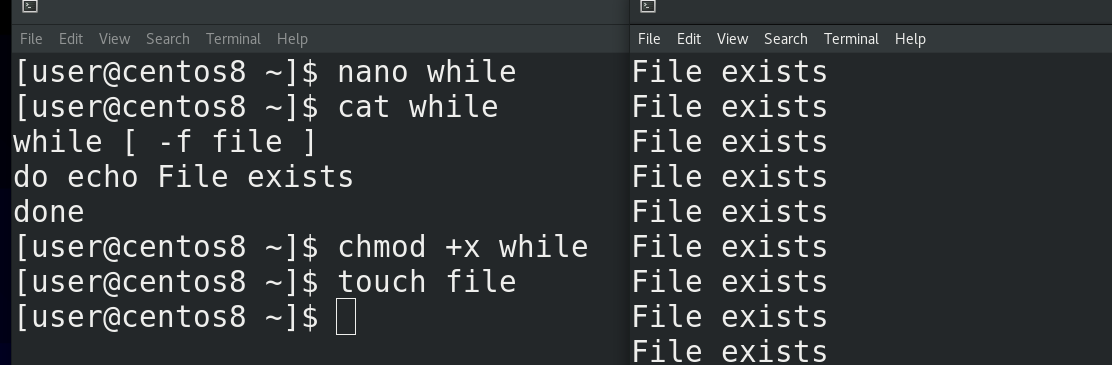 File Edit View Search Terminal Help
[user@centos8 ~]$ nano while
[user@centos8 ~]$ cat while
while [ -f file ]
do echo File exists
done
[user@centos8 ~]$ chmod +x while
[user@centos8 ~]$ touch file
[user@centos8 ~]$
File Edit View Search Terminal Help
File exists
File exists
File exists
File exists
File exists
File exists
File exists
File exists
File exists